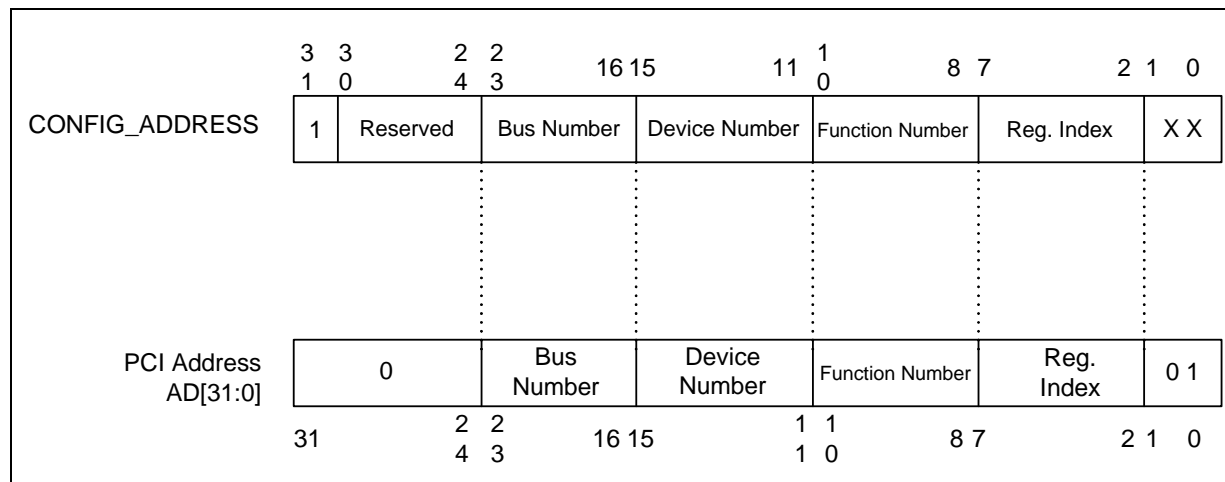 3 3 2 2 1
1 0 4 3 16 15 11 0 8 7 2 1 0
CONFIG_ADDRESS 1 Reserved Bus Number Device Number Function Number Reg. Index X X
PCI Address
AD[31:0]
0 Bus
Number Device
Number Function Number Reg.
Index 0 1
31 2 2 16 15 1 1 8 7 2 1 0
4 3 1 0